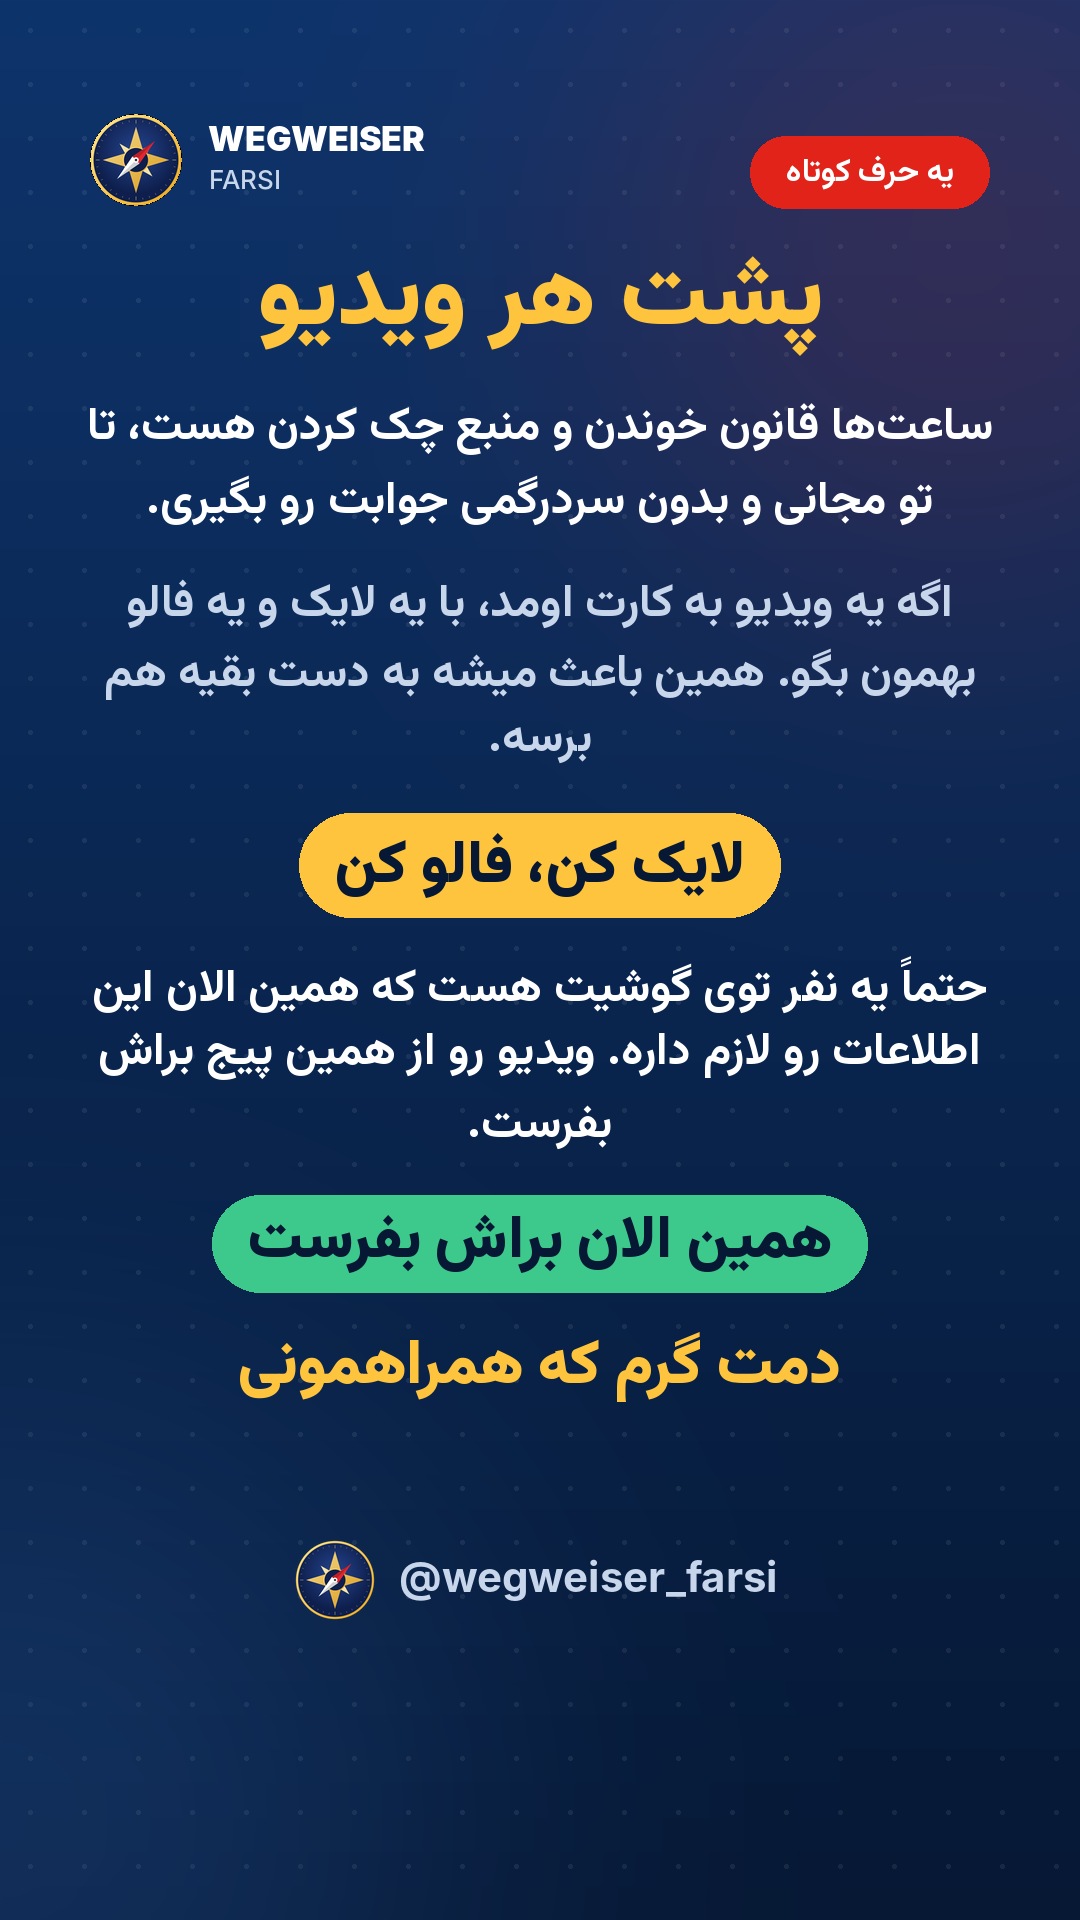 WEGWEISER
FARSI
یه حرف کوتاه
پشت هر ویدیو
ساعت‌ها قانون خوندن و منبع چک کردن هست، تا
تو مجانی و بدون سردرگمی جوابت رو بگیری.
اگه یه ویدیو به کارت اومد، با یه لایک و یه فالو
بهمون بگو. همین باعث میشه به دست بقیه هم
برسه.
لایک کن، فالو کن
حتماً یه نفر توی گوشیت هست که همین الان این
اطلاعات رو لازم داره. ویدیو رو از همین پیج براش
بفرست.
همین الان براش بفرست
دمت گرم که همراهمونی
@wegweiser_farsi